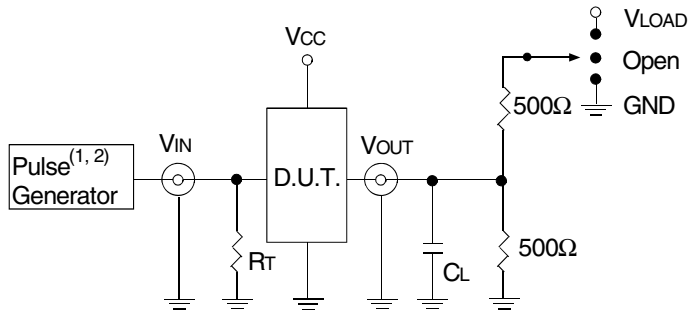 VLOAD
VCC
Open
500Ω
GND
VIN
VOUT
Pulse(1, 2)
Generator
D.U.T.
RT
CL
500Ω